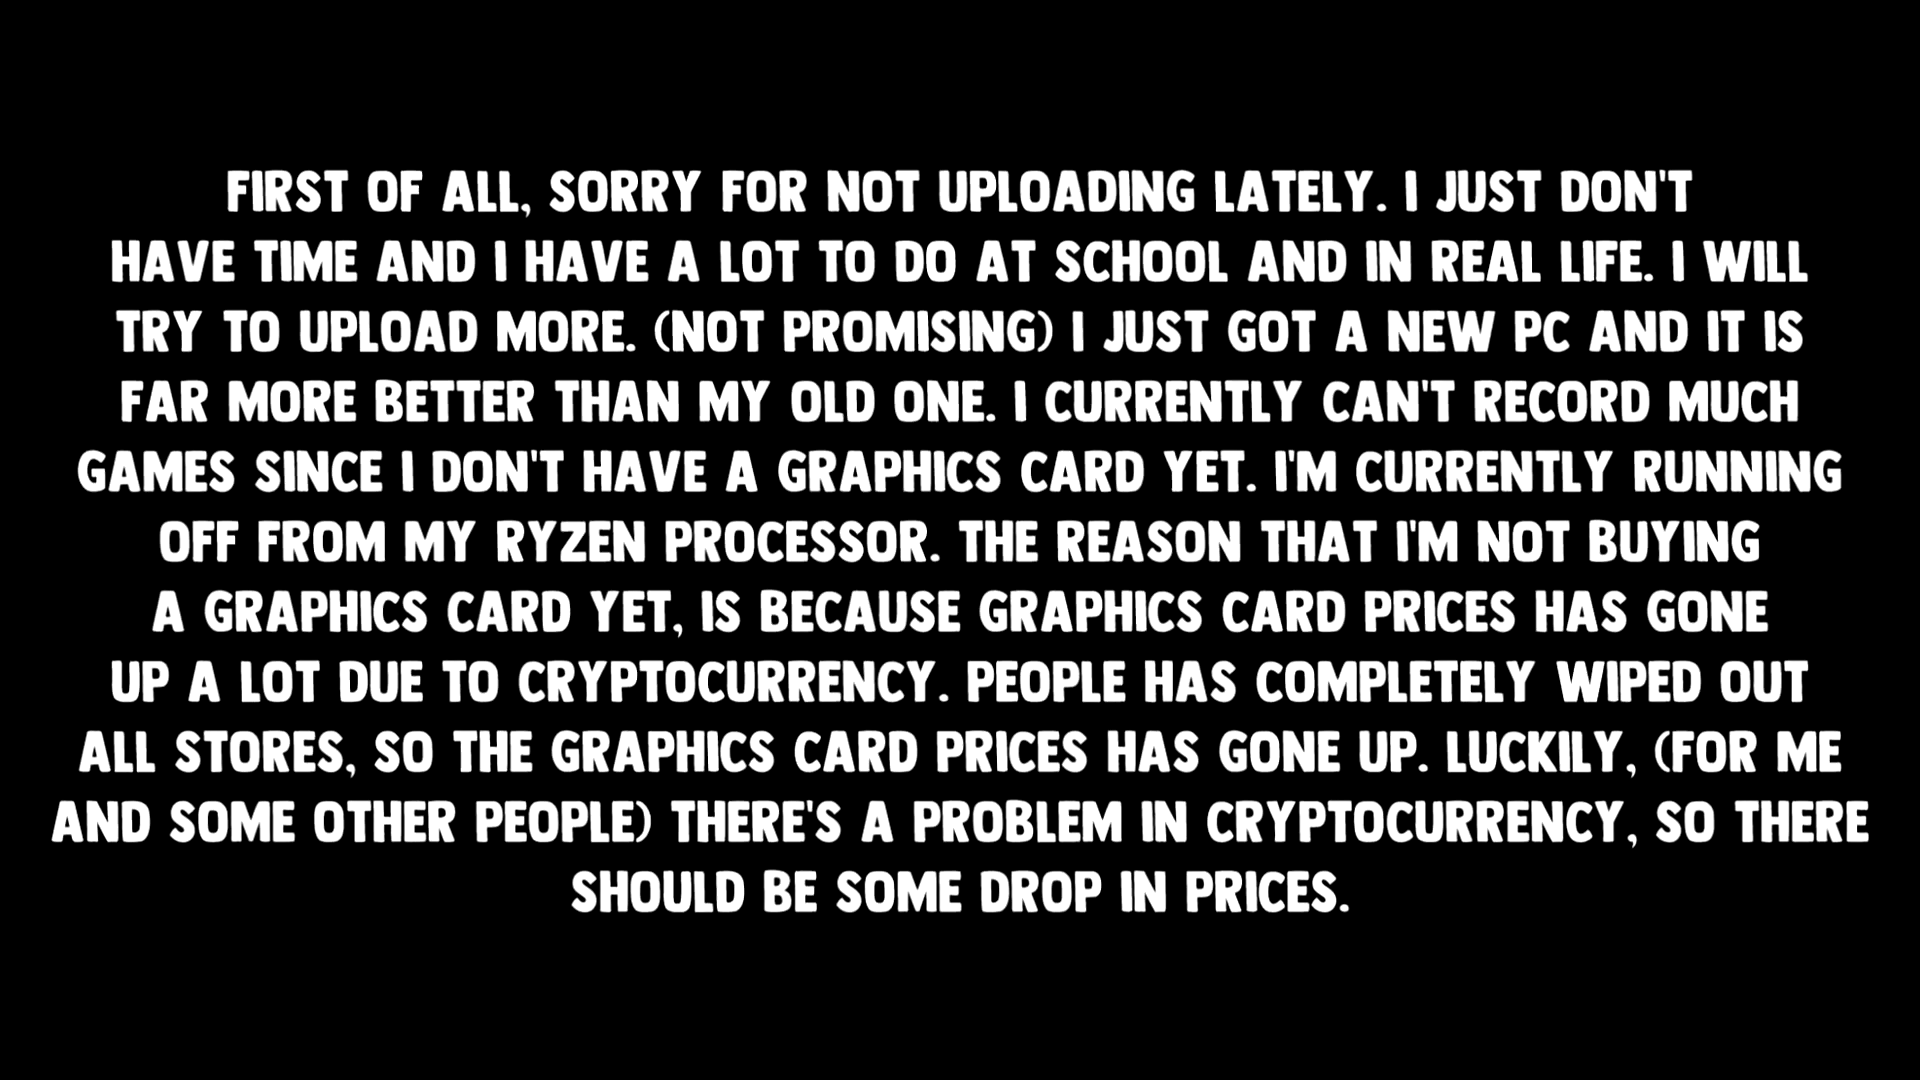 FIRST OF ALL, SORRY FOR NOT UPLOADING LATELY. I JUST DON'T
HAVE TIME AND I HAVE A LOT TO DO AT SCHOOL AND IN REAL LIFE. I WILL
TRY TO UPLOAD MORE. (NOT PROMISING) I JUST GOT A NEW PC AND IT IS
FAR MORE BETTER THAN MY OLD ONE. I CURRENTLY CAN'T RECORD MUCH
GAMES SINCE I DON'T HAVE A GRAPHICS CARD YET. I'M CURRENTLY RUNNING
OFF FROM MY RYZEN PROCESSOR. THE REASON THAT I'M NOT BUYING
A GRAPHICS CARD YET, IS BECAUSE GRAPHICS CARD PRICES HAS GONE
UP A LOT DUE TO CRYPTOCURRENCY. PEOPLE HAS COMPLETELY WIPED OUT
ALL STORES, SO THE GRAPHICS CARD PRICES HAS GONE UP. LUCKILY, (FOR ME
AND SOME OTHER PEOPLE) THERE'S A PROBLEM IN CRYPTOCURRENCY, SO THERE
SHOULD BE SOME DROP IN PRICES.